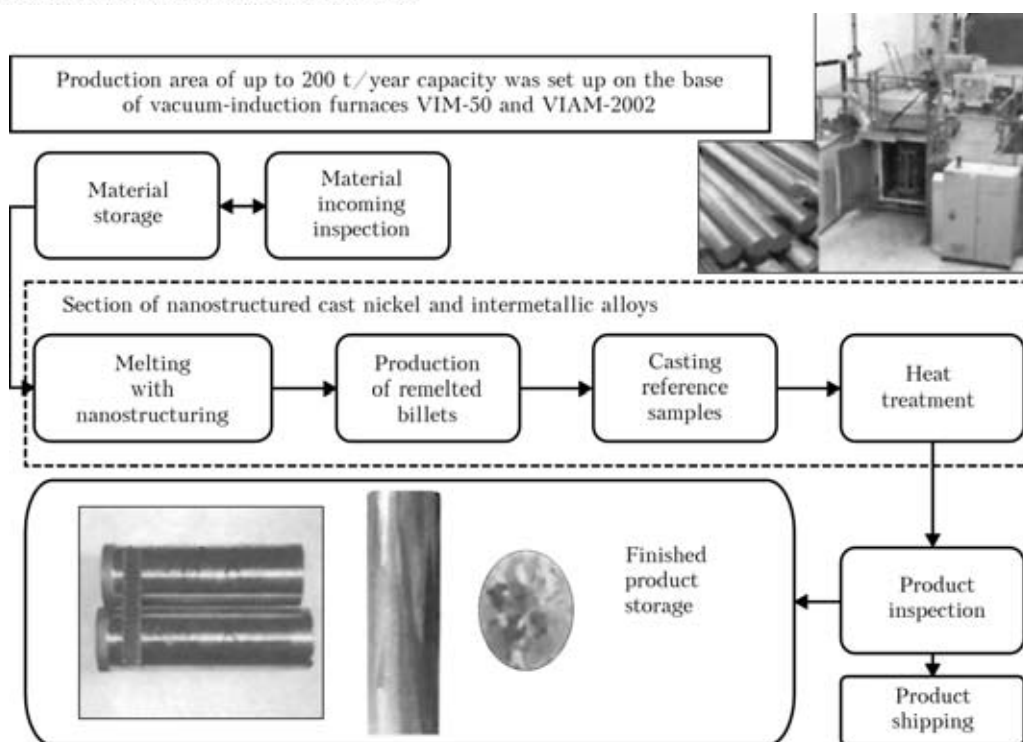 Production area of up to 200 t/year capacity was set up on the base
of vacuum-induction furnaces VIM-50 and VIAM-2002
Material
storage
Material
incoming
inspection
Section of nanostructured cast nickel and intermetallic alloys
Melting
with
nanostructuring
Production
of remelted
billets
Casting
reference
samples
Heat
treatment
Finished
product
storage
Product
inspection
Product
shipping